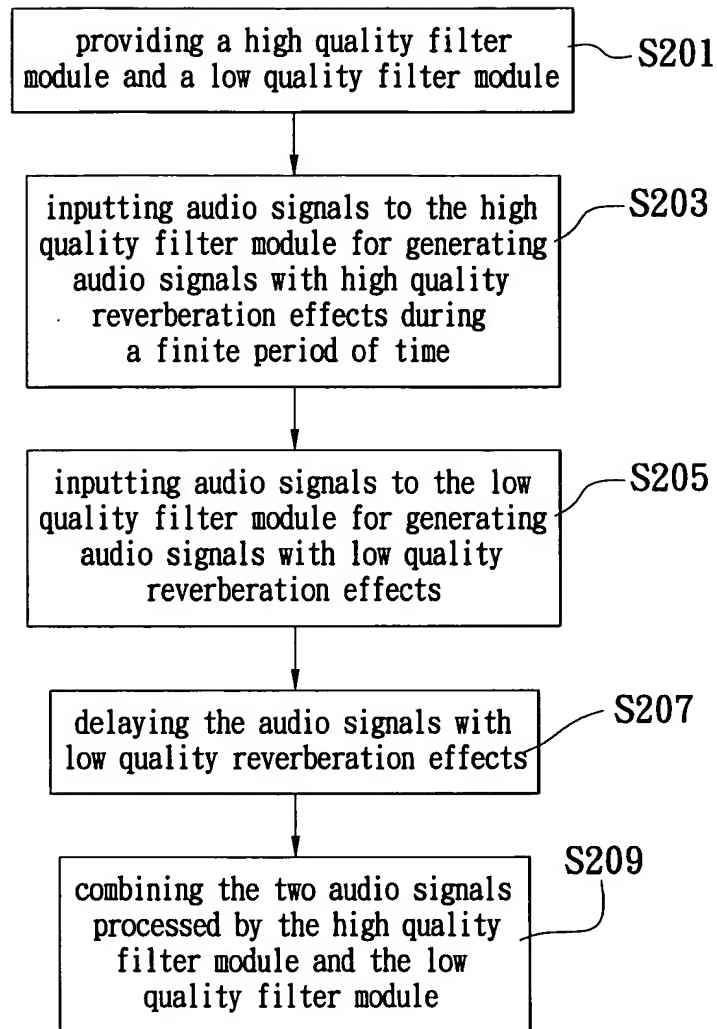 providing a high quality filter
module and a low quality filter module
S201
inputting audio signals to the high
quality filter module for generating
audio signals with high quality
reverberation effects during
a finite period of time
S203
inputting audio signals to the low
quality filter module for generating
audio signals with low quality
reverberation effects
S205
delaying the audio signals with
low quality reverberation effects
S207
combining the two audio signals
processed by the high quality
filter module and the low
quality filter module
S209